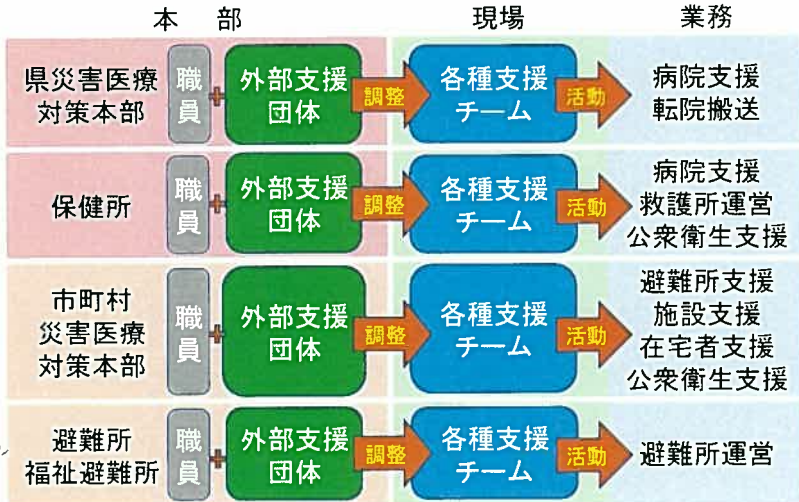 本部 現場 業務
県災害医療
対策本部
職員
+
外部支援
団体
調整
各種支援
チーム
活動
病院支援
転院搬送
保健所
職員
+
外部支援
団体
調整
各種支援
チーム
活動
病院支援
救護所運営
公衆衛生支援
市町村
災害医療
対策本部
職員
+
外部支援
団体
調整
各種支援
チーム
活動
避難所支援
施設支援
在宅者支援
公衆衛生支援
避難所
福祉避難所
職員
+
外部支援
団体
調整
各種支援
チーム
活動
避難所運営